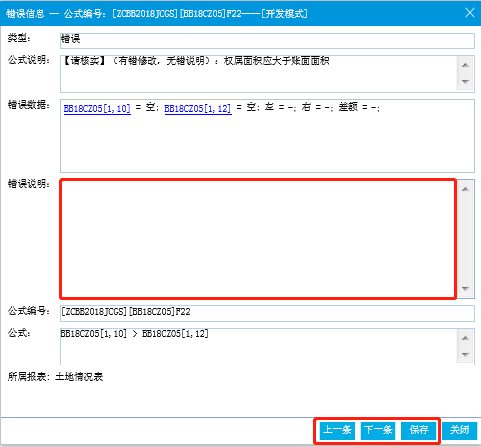 错误信息 — 公式编号: [ZCBB2018JCGS][BB18CZ05]F22——[开发模式]
类型: 错误
公式说明: 【请核实】(有错修改, 无错说明): 权属面积应大于账面面积
错误数据: BB18CZ05[1,10] = 空; BB18CZ05[1,12] = 空; 左 = -; 右 = -; 差额 = -;
错误说明:
公式编号: [ZCBB2018JCGS][BB18CZ05]F22
公式: BB18CZ05[1,10] > BB18CZ05[1,12]
所属报表: 土地情况表
上一条 下一条 保存 关闭